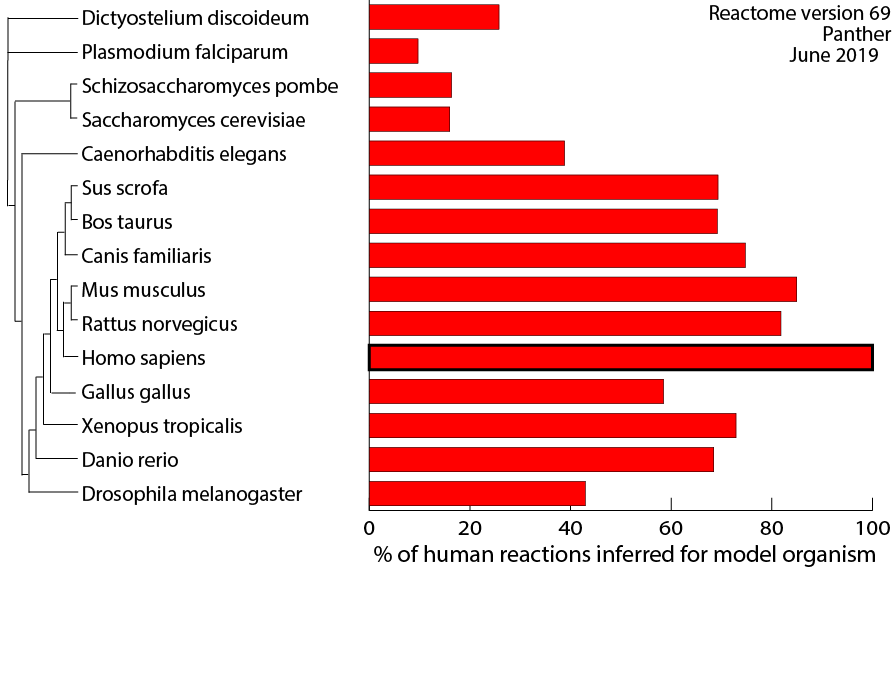 Reactome version 69
Panther
June 2019
Dictyostelium discoideum
Plasmodium falciparum
Schizosaccharomyces pombe
Saccharomyces cerevisiae
Caenorhabditis elegans
Sus scrofa
Bos taurus
Canis familiaris
Mus musculus
Rattus norvegicus
Homo sapiens
Gallus gallus
Xenopus tropicalis
Danio rerio
Drosophila melanogaster
0 20 40 60 80 100
% of human reactions inferred for model organism